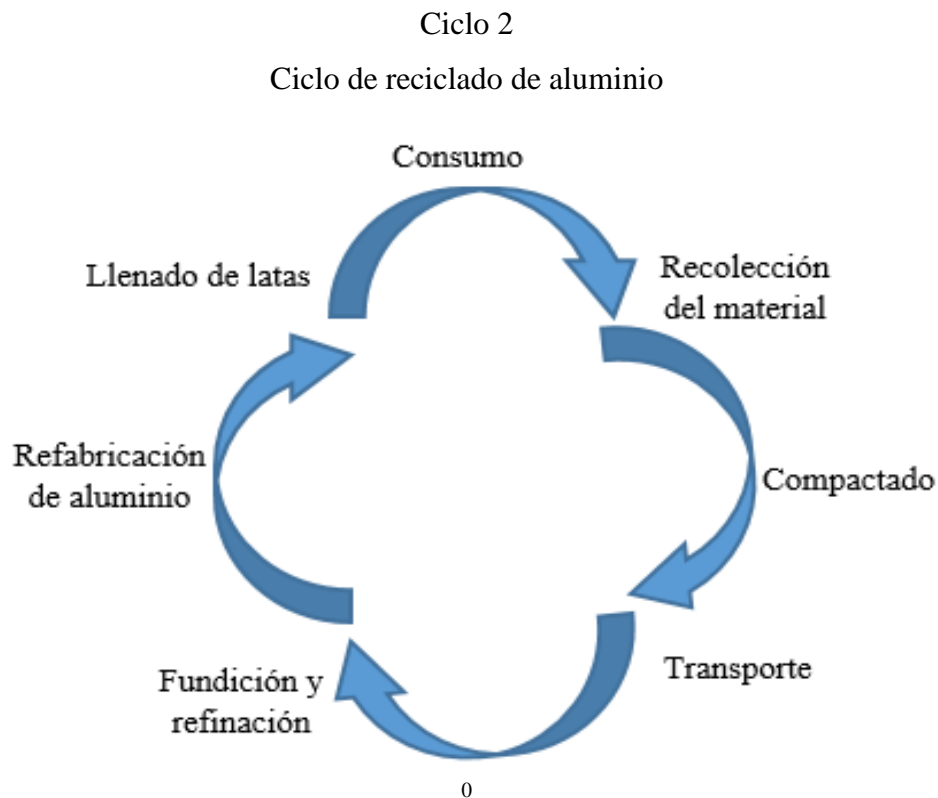 Ciclo 2
Ciclo de reciclado de aluminio
Consumo
Recolección
del material
Compactado
Transporte
Fundición y
refinación
Refabricación
de aluminio
Llenado de latas
0